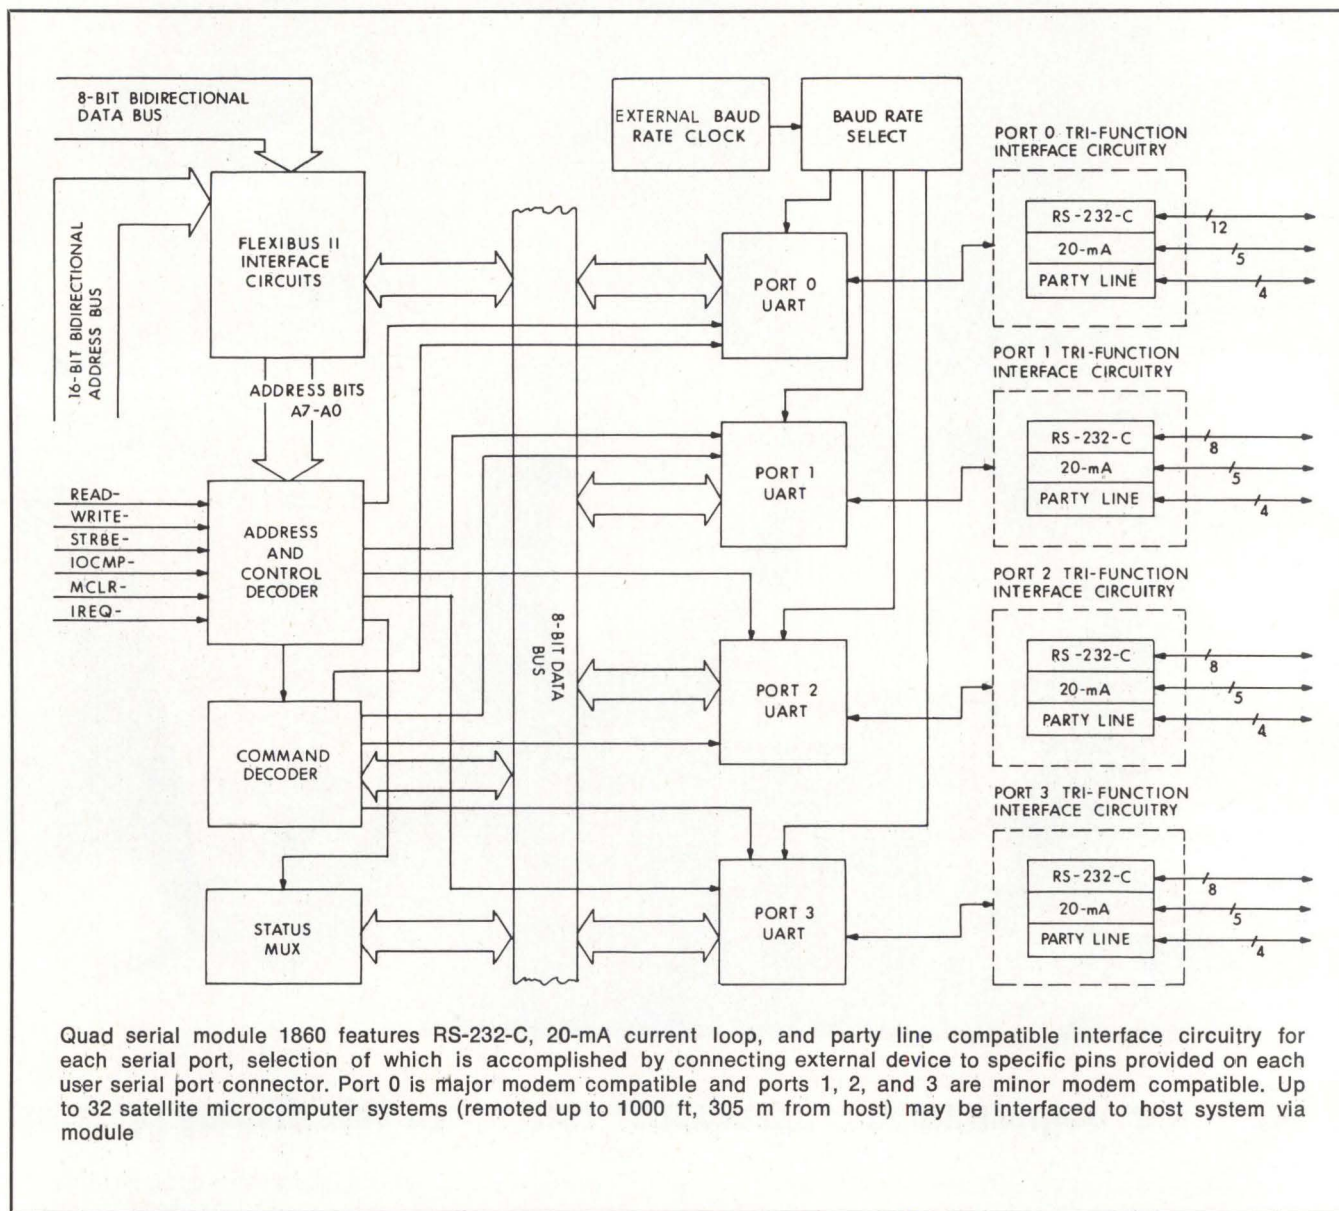 8-BIT BIDIRECTIONAL
DATA BUS
16-BIT BIDIRECTIONAL
ADDRESS BUS
FLEXIBUS II
INTERFACE
CIRCUITS
ADDRESS BITS
A7-A0
READ-
WRITE-
STRBE-
IOCMP-
MCLR-
IREQ-
ADDRESS
AND
CONTROL
DECODER
COMMAND
DECODER
STATUS
MUX
8-BIT DATA
BUS
EXTERNAL BAUD
RATE CLOCK
BAUD RATE
SELECT
PORT 0
UART
PORT 1
UART
PORT 2
UART
PORT 3
UART
PORT 0 TRI-FUNCTION
INTERFACE CIRCUITRY
RS-232-C
12
20-mA
5
PARTY LINE
4
PORT 1 TRI-FUNCTION
INTERFACE CIRCUITRY
RS-232-C
8
20-mA
5
PARTY LINE
4
PORT 2 TRI-FUNCTION
INTERFACE CIRCUITRY
RS-232-C
8
20-mA
5
PARTY LINE
4
PORT 3 TRI-FUNCTION
INTERFACE CIRCUITRY
RS-232-C
8
20-mA
5
PARTY LINE
4
Quad serial module 1860 features RS-232-C, 20-mA current loop, and party line compatible interface circuitry for
each serial port, selection of which is accomplished by connecting external device to specific pins provided on each
user serial port connector. Port 0 is major modem compatible and ports 1, 2, and 3 are minor modem compatible. Up
to 32 satellite microcomputer systems (remoted up to 1000 ft, 305 m from host) may be interfaced to host system via
module